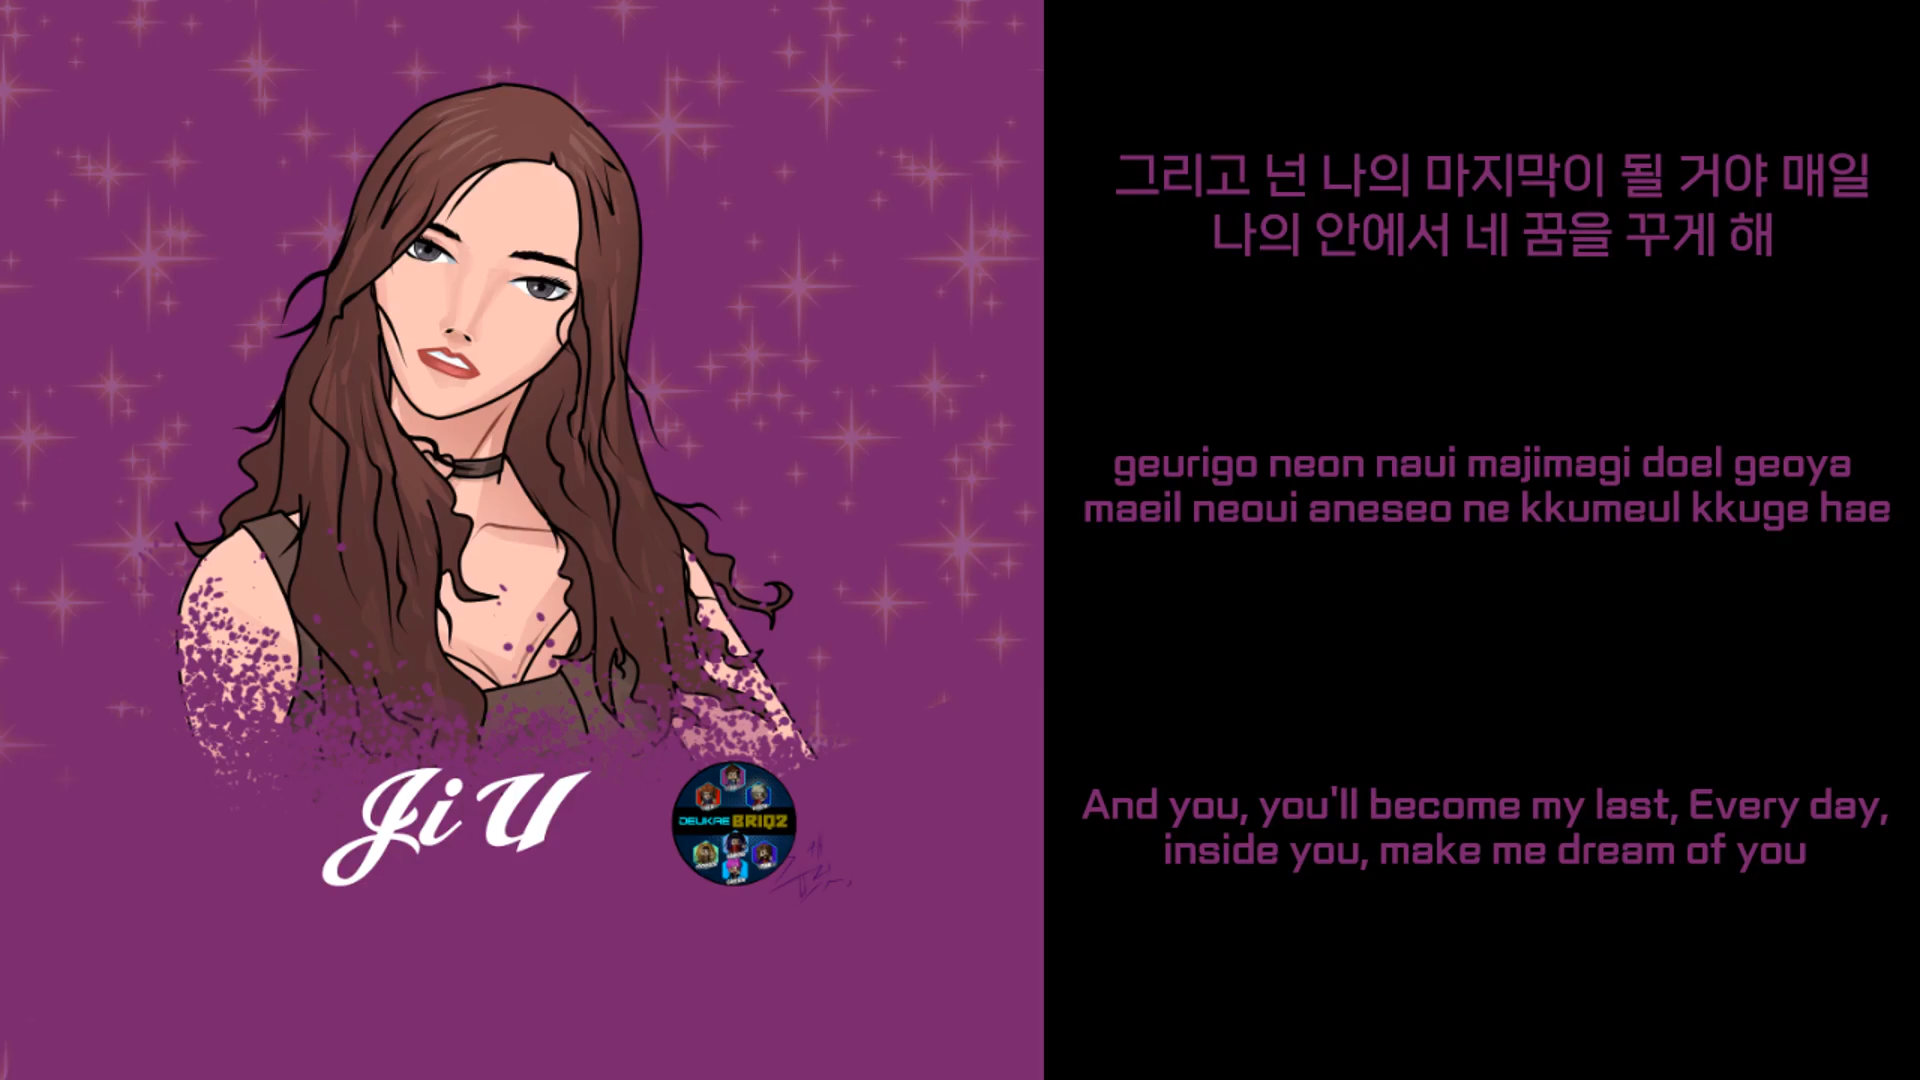 그리고 넌 나의 마지막이 될 거야 매일
나의 안에서 네 꿈을 꾸게 해
geurigo neon naui majimagi doel geoya
maeil neoui aneseo ne kkumeul kkuge hae
And you, you'll become my last, Every day,
inside you, make me dream of you
JiU
DEUKAE BRIQZ